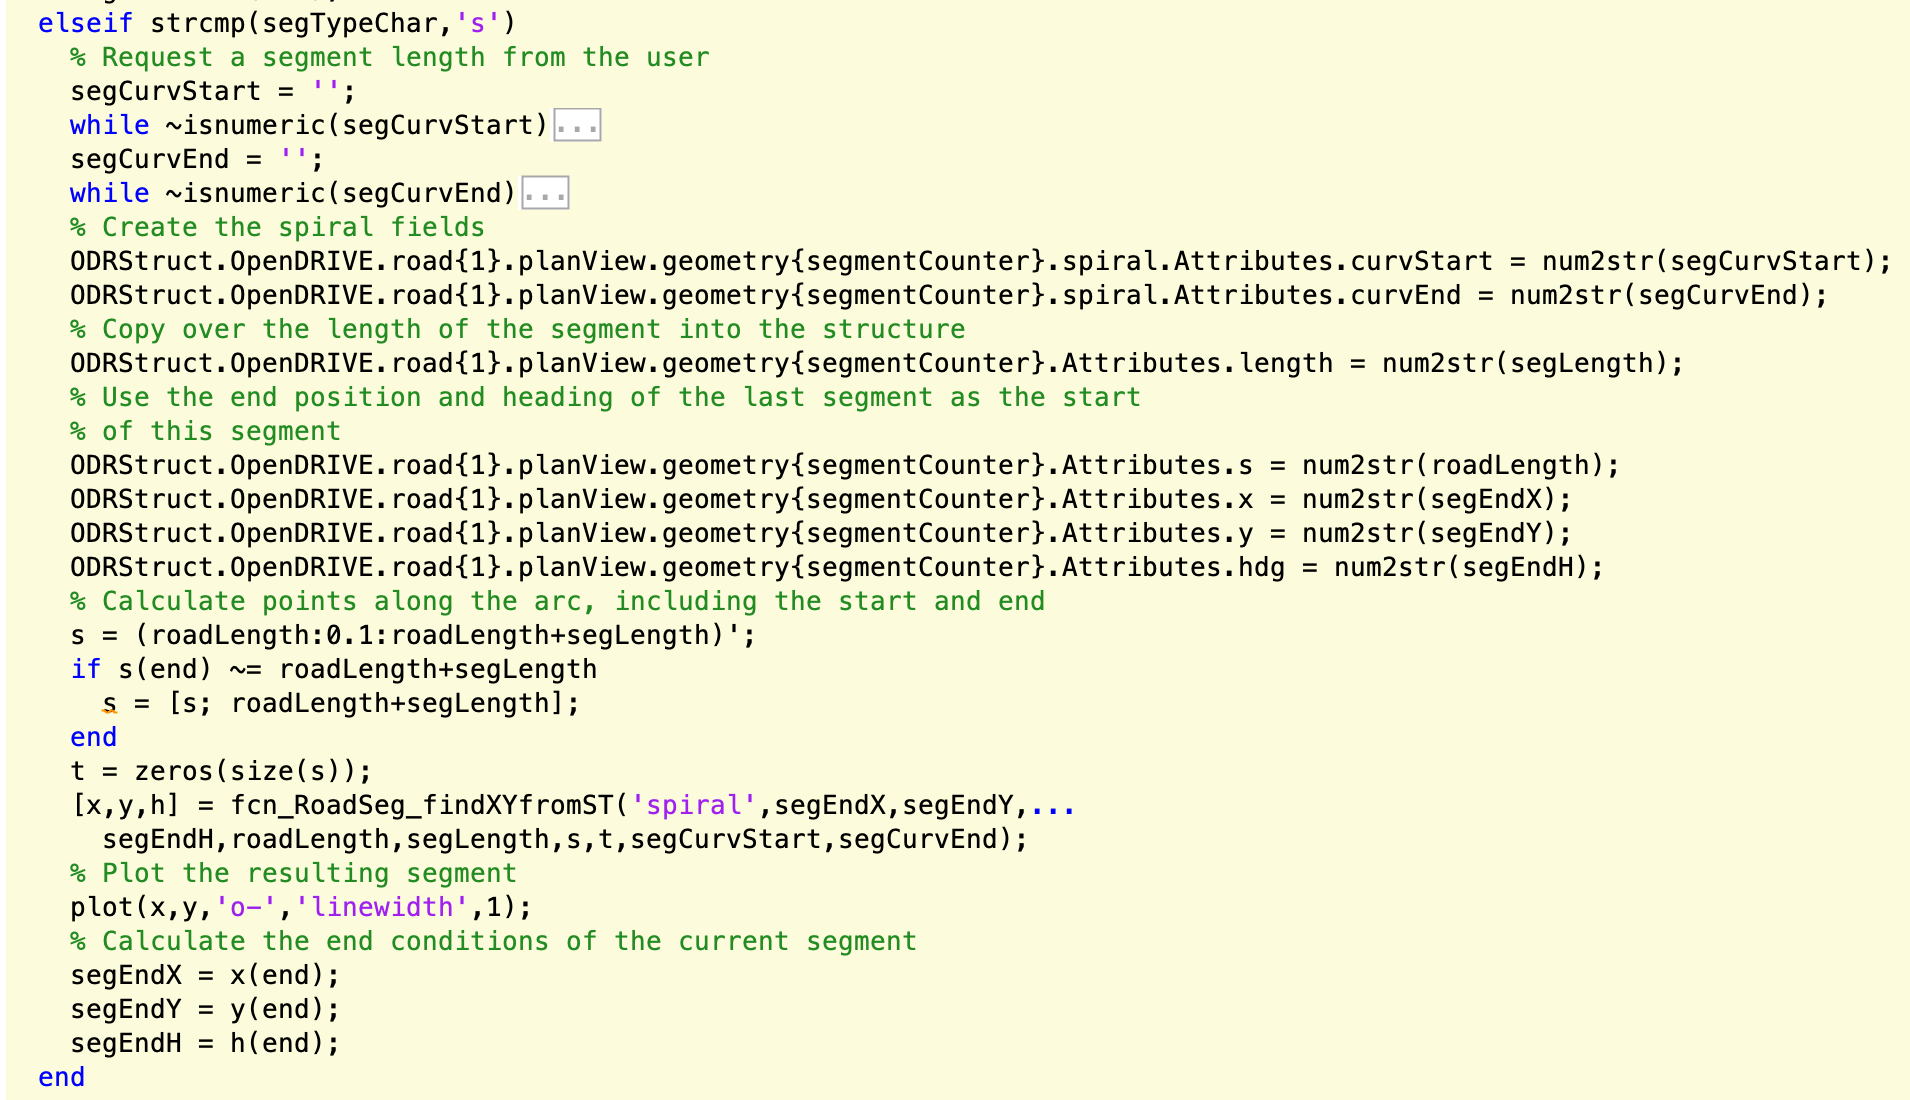 elseif strcmp(segTypeChar,'s')
% Request a segment length from the user
segCurvStart = '';
while ~isnumeric(segCurvStart)...
segCurvEnd = '';
while ~isnumeric(segCurvEnd)...
% Create the spiral fields
ODRStruct.OpenDRIVE.road{1}.planView.geometry{segmentCounter}.spiral.Attributes.curvStart = num2str(segCurvStart);
ODRStruct.OpenDRIVE.road{1}.planView.geometry{segmentCounter}.spiral.Attributes.curvEnd = num2str(segCurvEnd);
% Copy over the length of the segment into the structure
ODRStruct.OpenDRIVE.road{1}.planView.geometry{segmentCounter}.Attributes.length = num2str(segLength);
% Use the end position and heading of the last segment as the start
% of this segment
ODRStruct.OpenDRIVE.road{1}.planView.geometry{segmentCounter}.Attributes.s = num2str(roadLength);
ODRStruct.OpenDRIVE.road{1}.planView.geometry{segmentCounter}.Attributes.x = num2str(segEndX);
ODRStruct.OpenDRIVE.road{1}.planView.geometry{segmentCounter}.Attributes.y = num2str(segEndY);
ODRStruct.OpenDRIVE.road{1}.planView.geometry{segmentCounter}.Attributes.hdg = num2str(segEndH);
% Calculate points along the arc, including the start and end
s = (roadLength:0.1:roadLength+segLength)';
if s(end) ~= roadLength+segLength
s = [s; roadLength+segLength];
end
t = zeros(size(s));
[x,y,h] = fcn_RoadSeg_findXYfromST('spiral',segEndX,segEndY,...
segEndH,roadLength,segLength,s,t,segCurvStart,segCurvEnd);
% Plot the resulting segment
plot(x,y,'o-','linewidth',1);
% Calculate the end conditions of the current segment
segEndX = x(end);
segEndY = y(end);
segEndH = h(end);
end